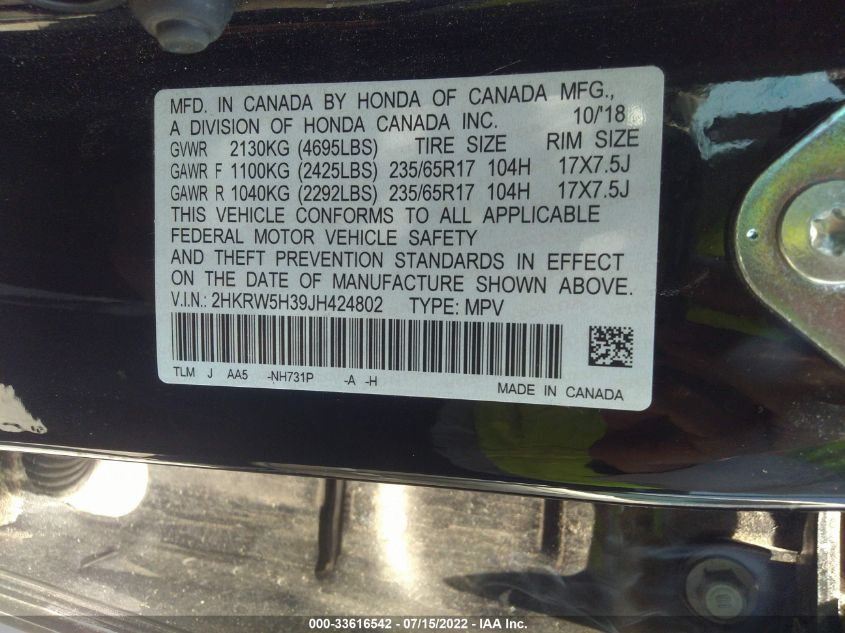 MFD. IN CANADA BY HONDA OF CANADA MFG.,
A DIVISION OF HONDA CANADA INC. 10/'18
GVWR 2130KG (4695LBS) TIRE SIZE RIM SIZE
GAWR F 1100KG (2425LBS) 235/65R17 104H 17X7.5J
GAWR R 1040KG (2292LBS) 235/65R17 104H 17X7.5J
THIS VEHICLE CONFORMS TO ALL APPLICABLE
FEDERAL MOTOR VEHICLE SAFETY
AND THEFT PREVENTION STANDARDS IN EFFECT
ON THE DATE OF MANUFACTURE SHOWN ABOVE.
V.I.N.: 2HKRW5H39JH424802 TYPE: MPV
TLM J AA5 -NH731P -A -H
MADE IN CANADA
000-33616542 - 07/15/2022 - IAA Inc.